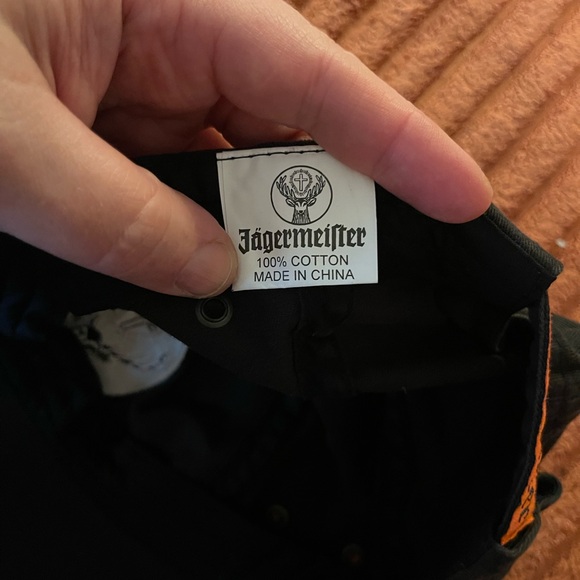 Jägermeiſter
100% COTTON
MADE IN CHINA